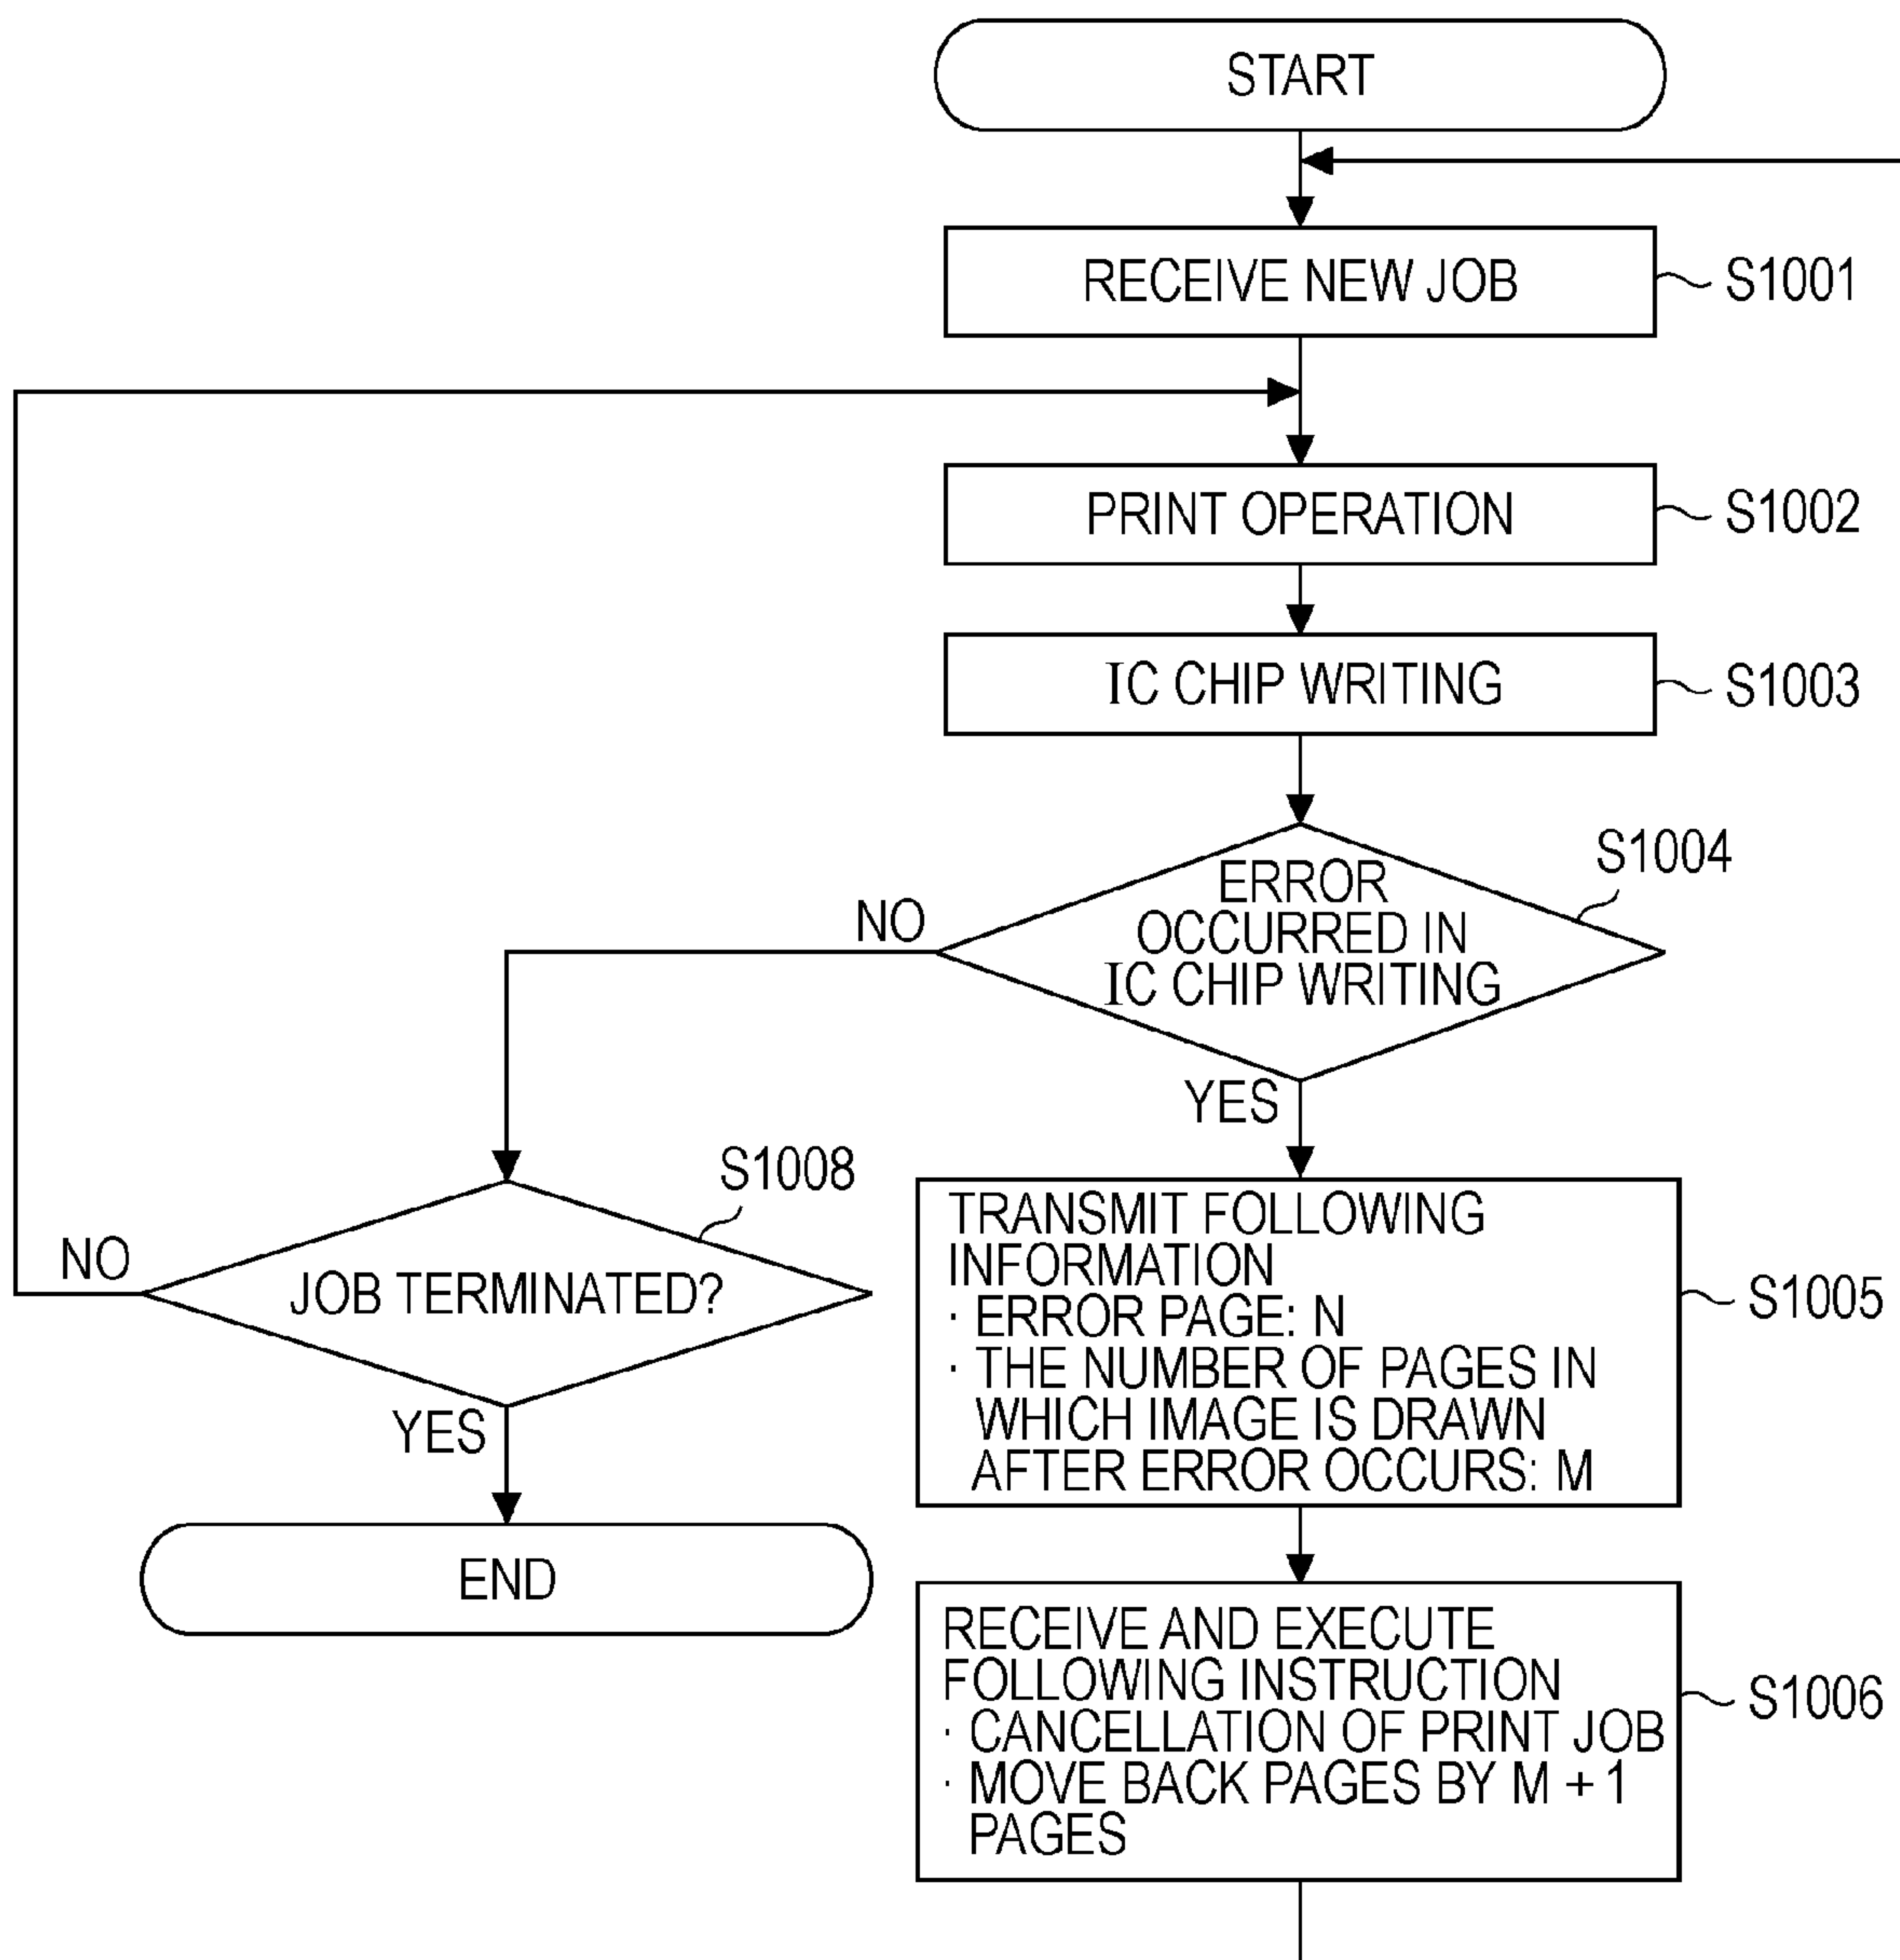 START
RECEIVE NEW JOB
S1001
PRINT OPERATION
S1002
IC CHIP WRITING
S1003
ERROR
OCCURRED IN
IC CHIP WRITING
S1004
NO
YES
S1008
JOB TERMINATED?
NO
YES
END
TRANSMIT FOLLOWING
INFORMATION
· ERROR PAGE: N
· THE NUMBER OF PAGES IN
WHICH IMAGE IS DRAWN
AFTER ERROR OCCURS: M
S1005
RECEIVE AND EXECUTE
FOLLOWING INSTRUCTION
· CANCELLATION OF PRINT JOB
· MOVE BACK PAGES BY M + 1
PAGES
S1006